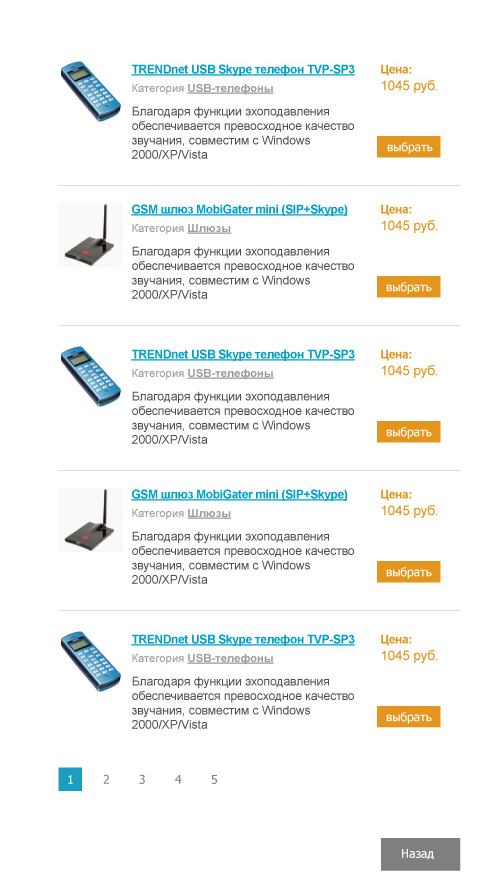 TRENDnet USB Skype телефон TVP-SP3
Категория USB-телефоны
Благодаря функции эхоподавления
обеспечивается превосходное качество
звучания, совместим с Windows
2000/XP/Vista
Цена:
1045 руб.
выбрать
GSM шлюз MobiGater mini (SIP+Skype)
Категория Шлюзы
Благодаря функции эхоподавления
обеспечивается превосходное качество
звучания, совместим с Windows
2000/XP/Vista
Цена:
1045 руб.
выбрать
TRENDnet USB Skype телефон TVP-SP3
Категория USB-телефоны
Благодаря функции эхоподавления
обеспечивается превосходное качество
звучания, совместим с Windows
2000/XP/Vista
Цена:
1045 руб.
выбрать
GSM шлюз MobiGater mini (SIP+Skype)
Категория Шлюзы
Благодаря функции эхоподавления
обеспечивается превосходное качество
звучания, совместим с Windows
2000/XP/Vista
Цена:
1045 руб.
выбрать
TRENDnet USB Skype телефон TVP-SP3
Категория USB-телефоны
Благодаря функции эхоподавления
обеспечивается превосходное качество
звучания, совместим с Windows
2000/XP/Vista
Цена:
1045 руб.
выбрать
1 2 3 4 5
Назад